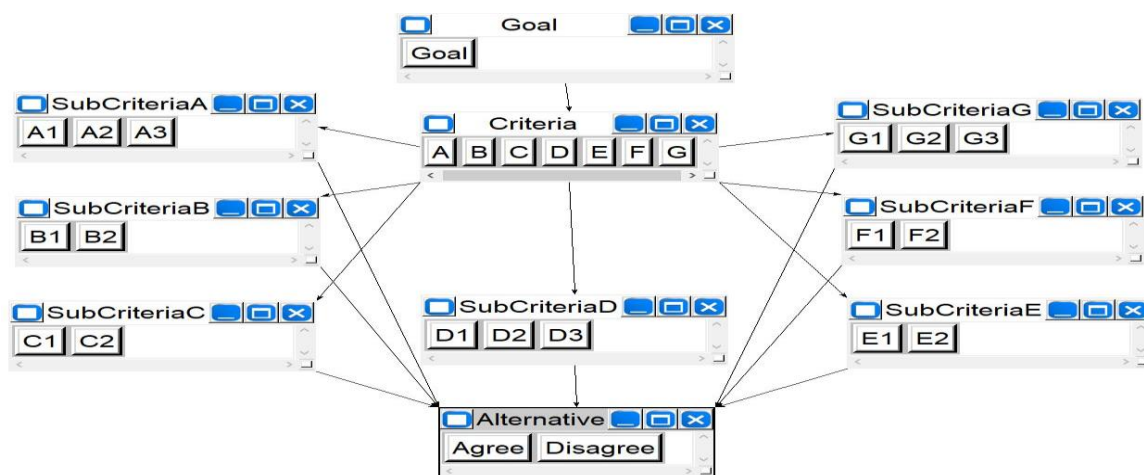 Goal
Goal
SubCriteriaA
A1 A2 A3
Criteria
A B C D E F G
SubCriteriaG
G1 G2 G3
SubCriteriaB
B1 B2
SubCriteriaF
F1 F2
SubCriteriaC
C1 C2
SubCriteriaD
D1 D2 D3
SubCriteriaE
E1 E2
Alternative
Agree Disagree